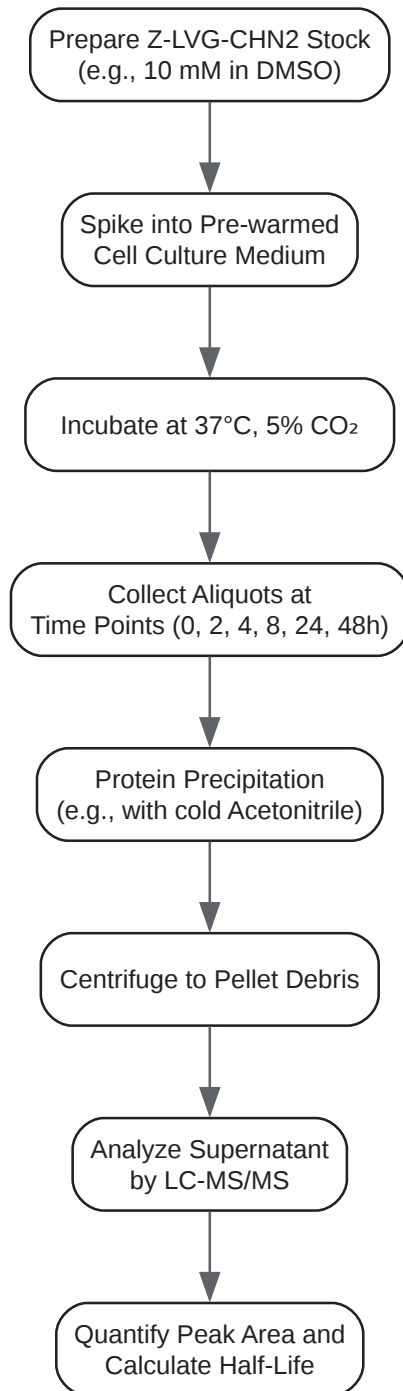 Prepare Z-LVG-CHN2 Stock
(e.g., 10 mM in DMSO)
Spike into Pre-warmed
Cell Culture Medium
Incubate at 37°C, 5% CO₂
Collect Aliquots at
Time Points (0, 2, 4, 8, 24, 48h)
Protein Precipitation
(e.g., with cold Acetonitrile)
Centrifuge to Pellet Debris
Analyze Supernatant
by LC-MS/MS
Quantify Peak Area and
Calculate Half-Life